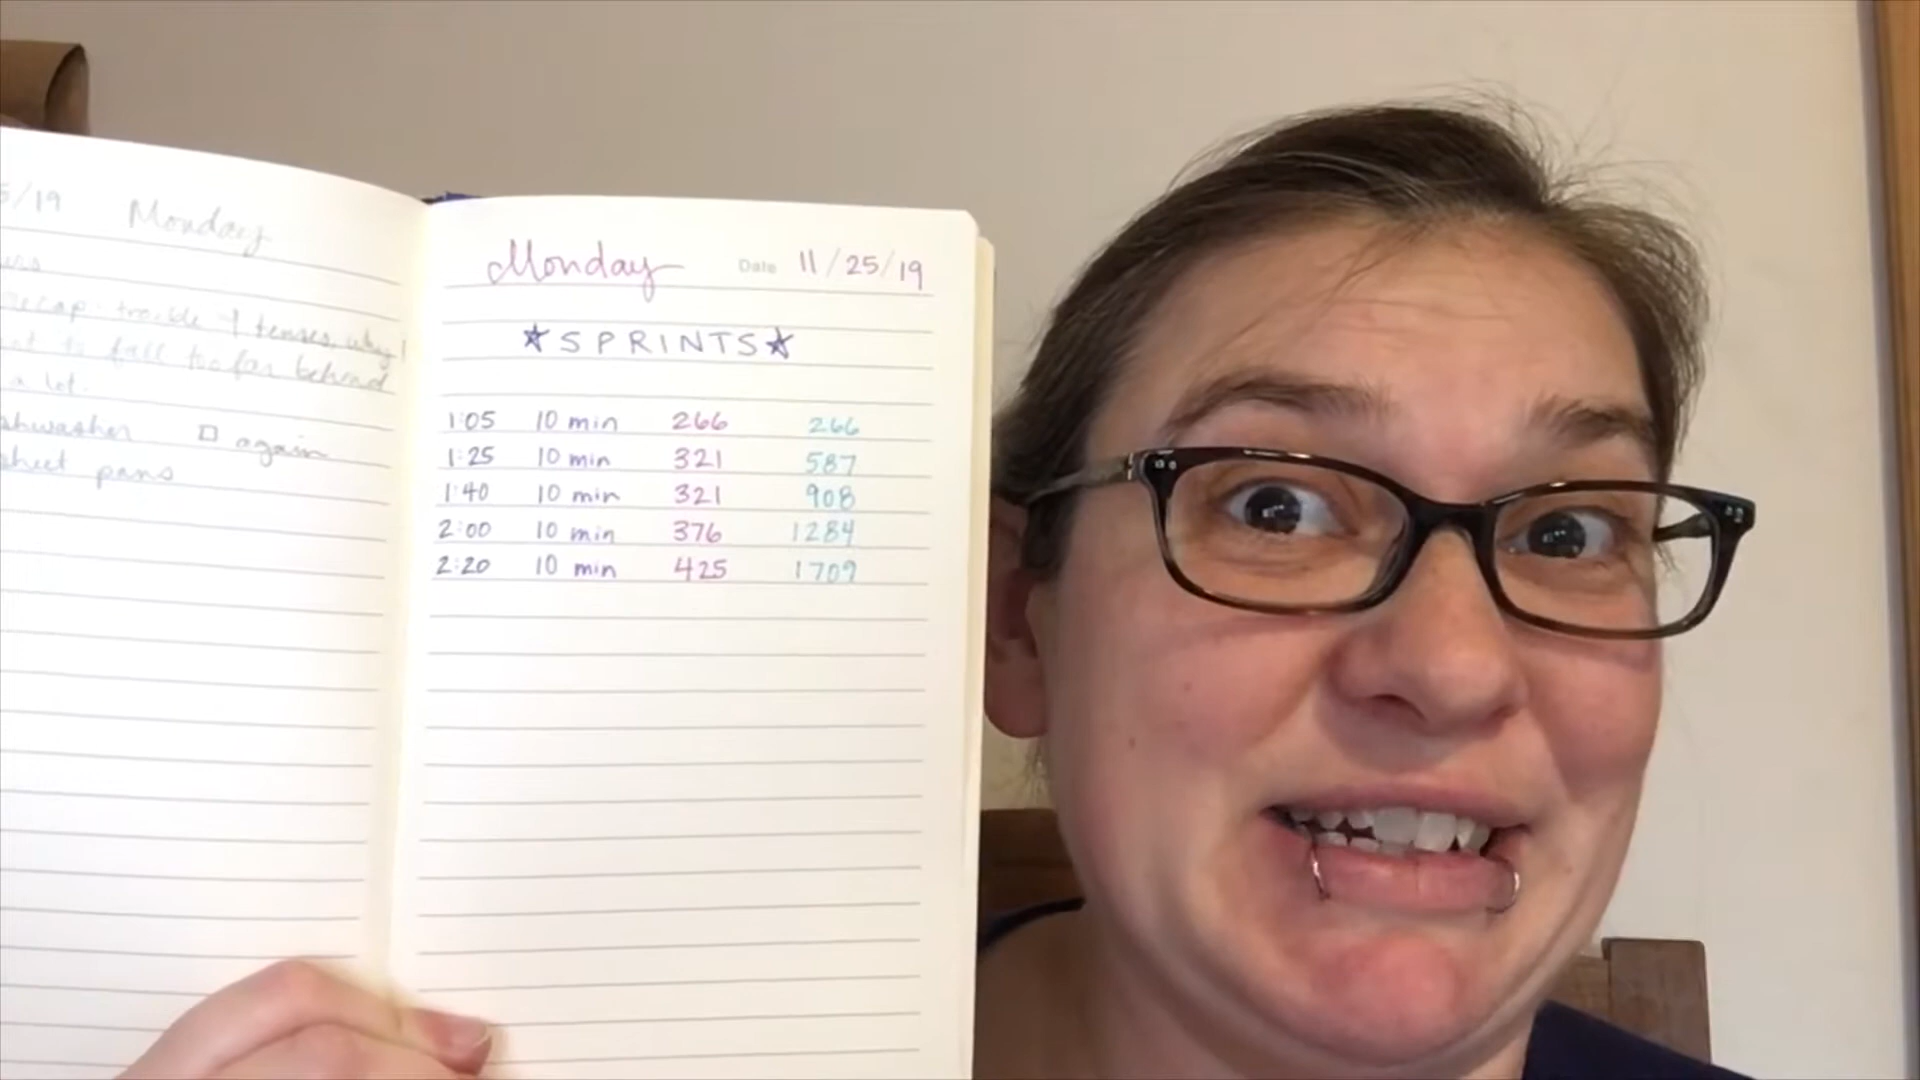 5/19 Monday
recap: trouble tenses, why I
to fall too far behind
a lot.
again
sheet pans
Monday Date 11/25/19
★SPRINTS★
1:05 10 min 266 266
1:25 10 min 321 587
1:40 10 min 321 908
2:00 10 min 376 1284
2:20 10 min 425 1709